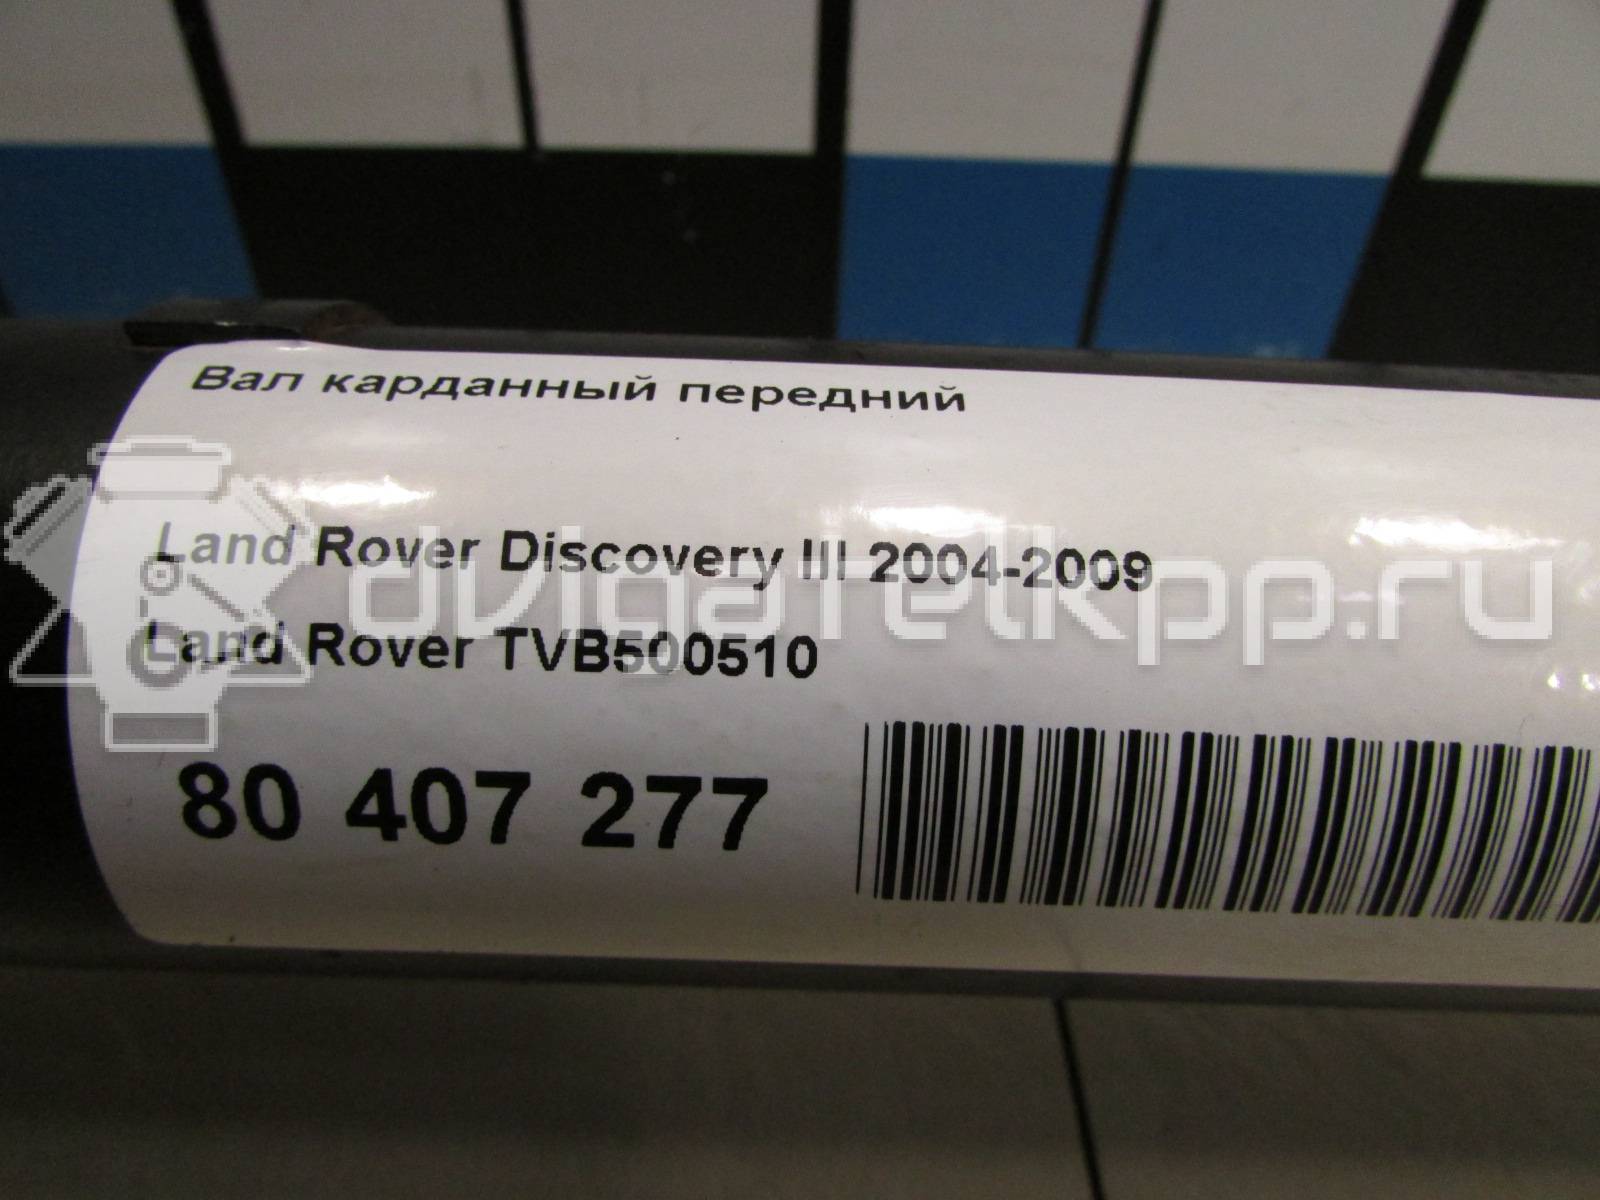 Вал карданный передний
Land Rover Discovery III 2004-2009
Land Rover TVB500510
80 407 277
dvigatelkpp.ru